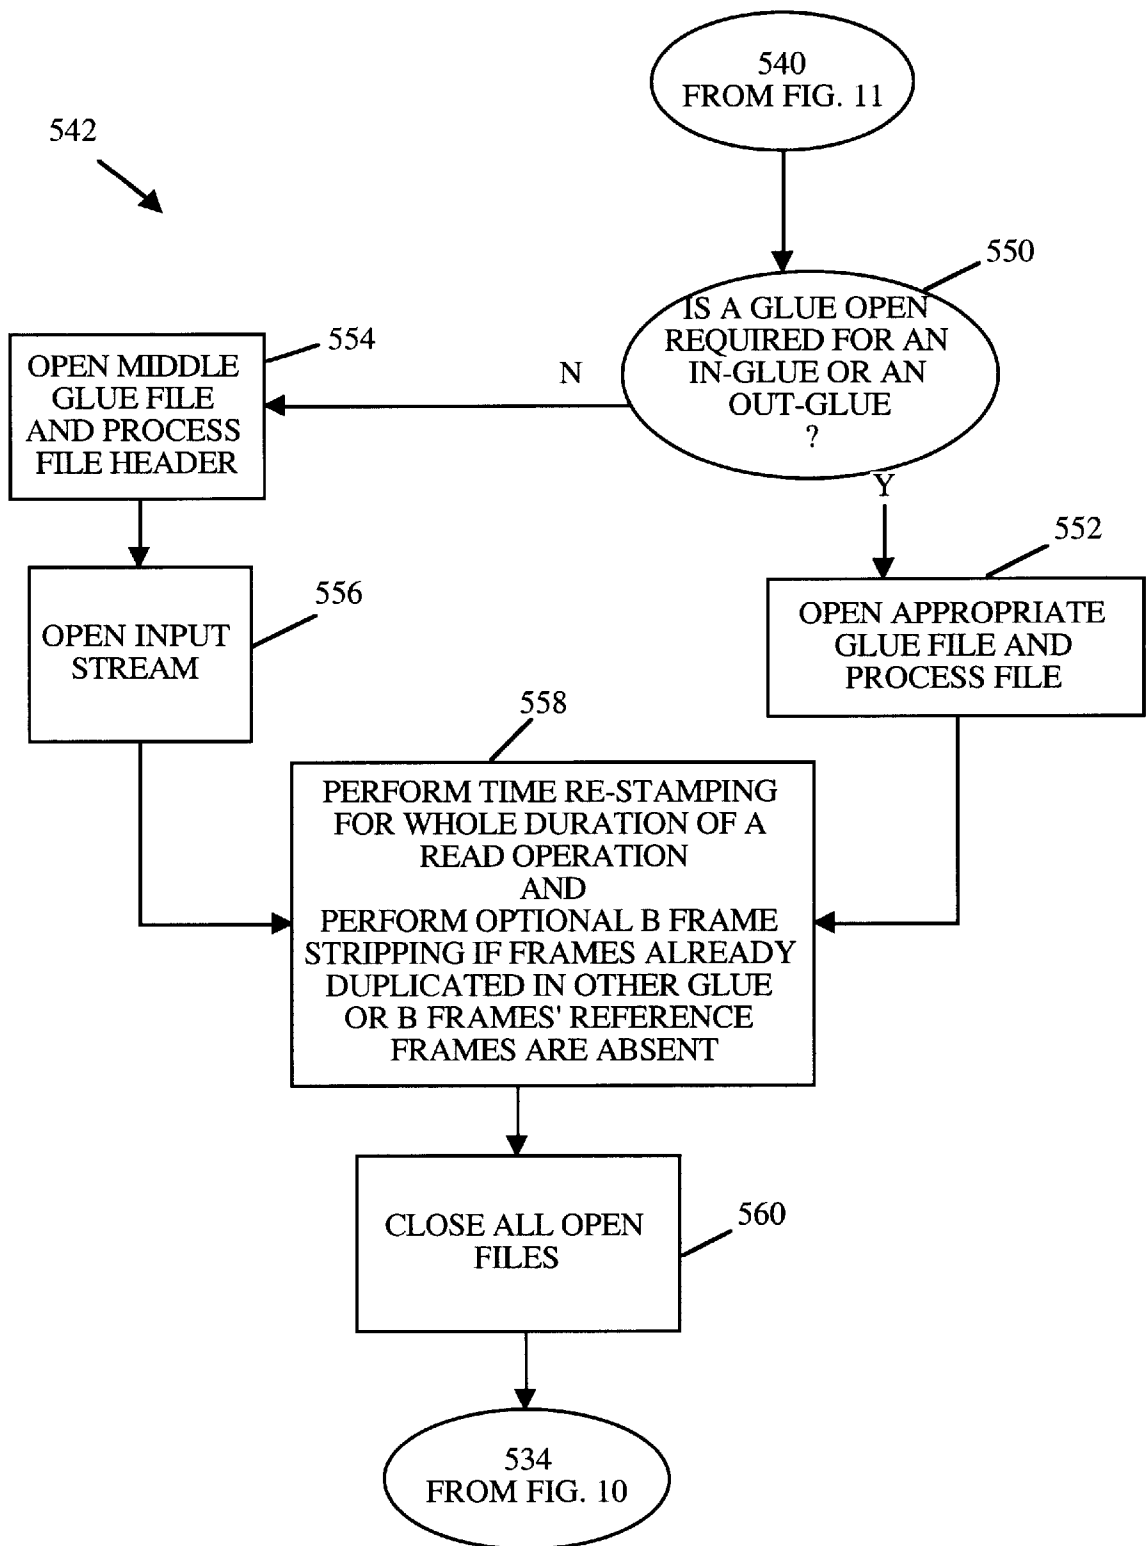 540
FROM FIG. 11
542
550
IS A GLUE OPEN
REQUIRED FOR AN
IN-GLUE OR AN
OUT-GLUE
?
N
Y
554
OPEN MIDDLE
GLUE FILE
AND PROCESS
FILE HEADER
552
OPEN APPROPRIATE
GLUE FILE AND
PROCESS FILE
556
OPEN INPUT
STREAM
558
PERFORM TIME RE-STAMPING
FOR WHOLE DURATION OF A
READ OPERATION
AND
PERFORM OPTIONAL B FRAME
STRIPPING IF FRAMES ALREADY
DUPLICATED IN OTHER GLUE
OR B FRAMES' REFERENCE
FRAMES ARE ABSENT
560
CLOSE ALL OPEN
FILES
534
FROM FIG. 10